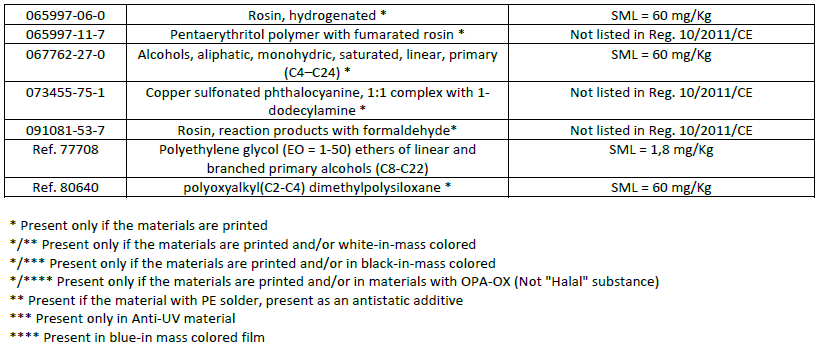 065997-06-0 Rosin, hydrogenated * SML = 60 mg/Kg
065997-11-7 Pentaerythritol polymer with fumarated rosin * Not listed in Reg. 10/2011/CE
067762-27-0 Alcohols, aliphatic, monohydric, saturated, linear, primary SML = 60 mg/Kg
(C4–C24) *
073455-75-1 Copper sulfonated phthalocyanine, 1:1 complex with 1- Not listed in Reg. 10/2011/CE
dodecylamine *
091081-53-7 Rosin, reaction products with formaldehyde* Not listed in Reg. 10/2011/CE
Ref. 77708 Polyethylene glycol (EO = 1-50) ethers of linear and SML = 1,8 mg/Kg
branched primary alcohols (C8-C22)
Ref. 80640 polyoxyalkyl(C2-C4) dimethylpolysiloxane * SML = 60 mg/Kg
* Present only if the materials are printed
*/** Present only if the materials are printed and/or white-in-mass colored
*/*** Present only if the materials are printed and/or in black-in-mass colored
*/**** Present only if the materials are printed and/or in materials with OPA-OX (Not "Halal" substance)
** Present if the material with PE solder, present as an antistatic additive
*** Present only in Anti-UV material
**** Present in blue-in mass colored film